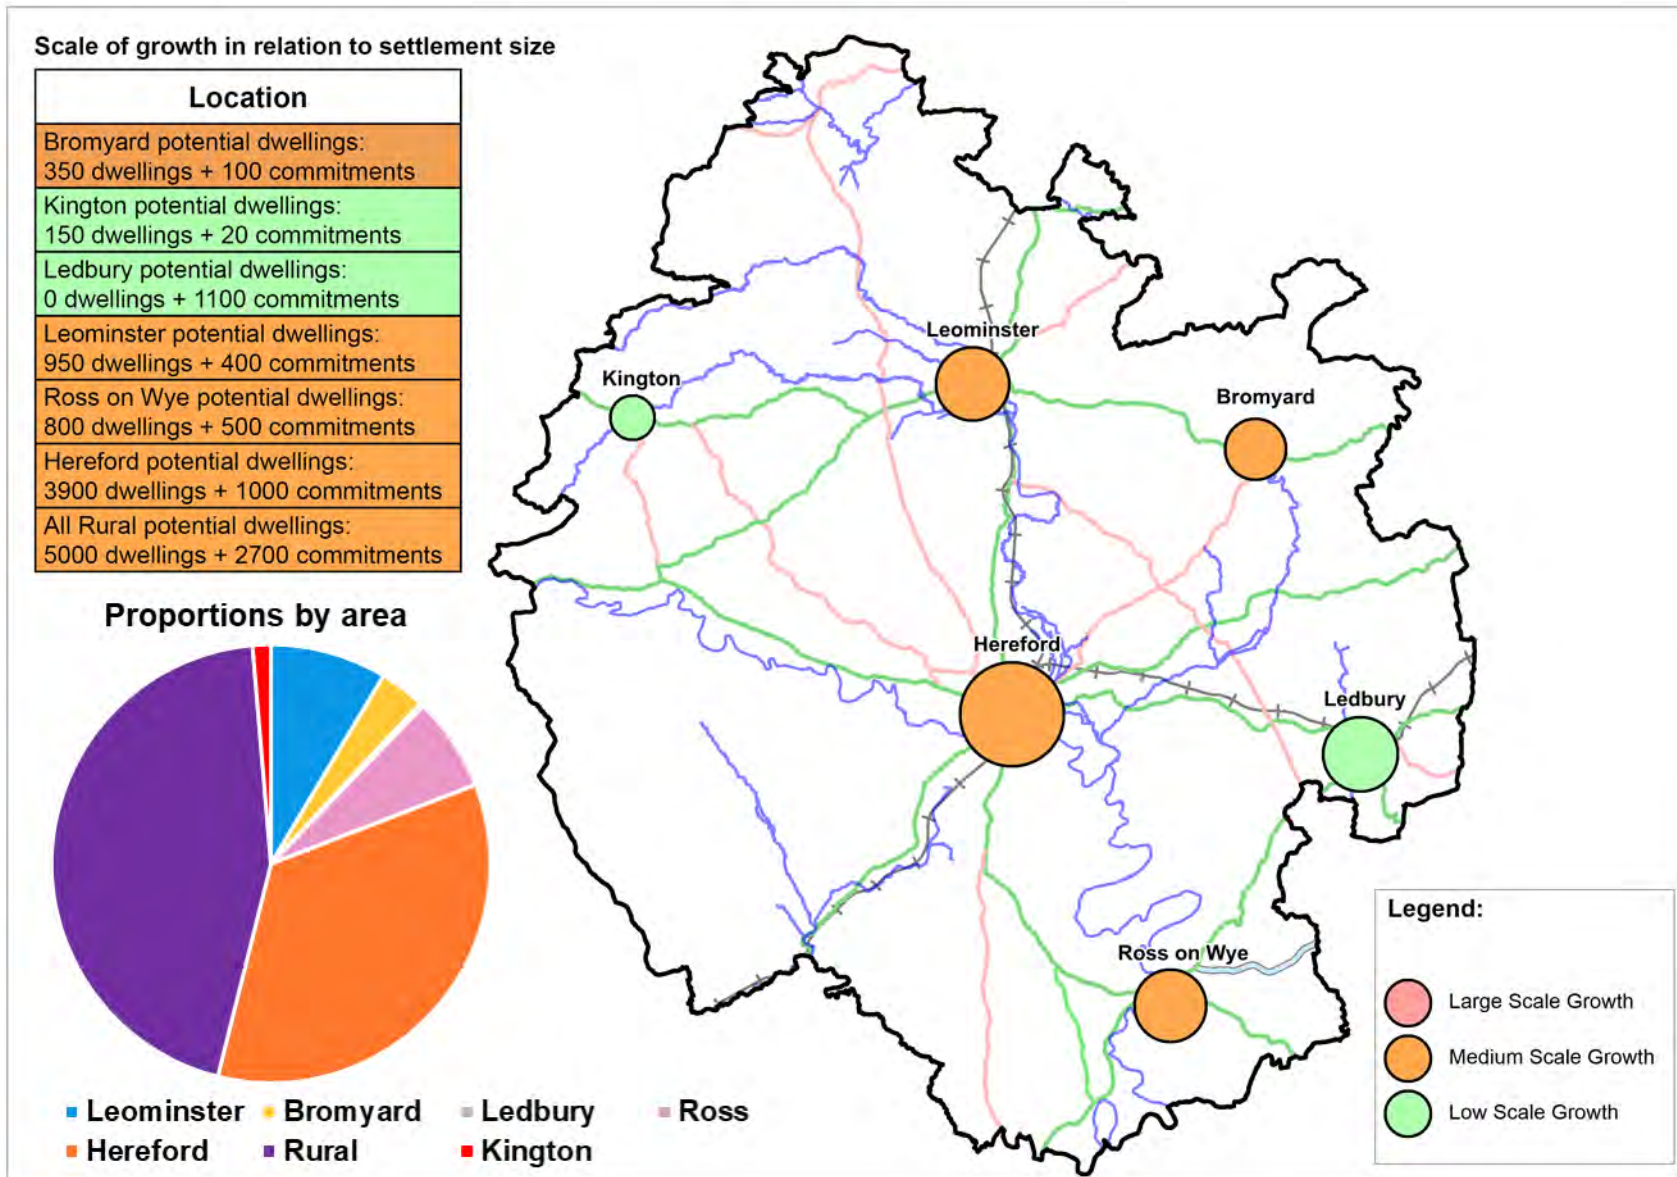 Scale of growth in relation to settlement size
Location
Bromyard potential dwellings:
350 dwellings + 100 commitments
Kington potential dwellings:
150 dwellings + 20 commitments
Ledbury potential dwellings:
0 dwellings + 1100 commitments
Leominster potential dwellings:
950 dwellings + 400 commitments
Ross on Wye potential dwellings:
800 dwellings + 500 commitments
Hereford potential dwellings:
3900 dwellings + 1000 commitments
All Rural potential dwellings:
5000 dwellings + 2700 commitments
Proportions by area
Leominster
Bromyard
Ledbury
Ross
Hereford
Rural
Kington
Leominster
Kington
Bromyard
Hereford
Ledbury
Ross on Wye
Legend:
Large Scale Growth
Medium Scale Growth
Low Scale Growth